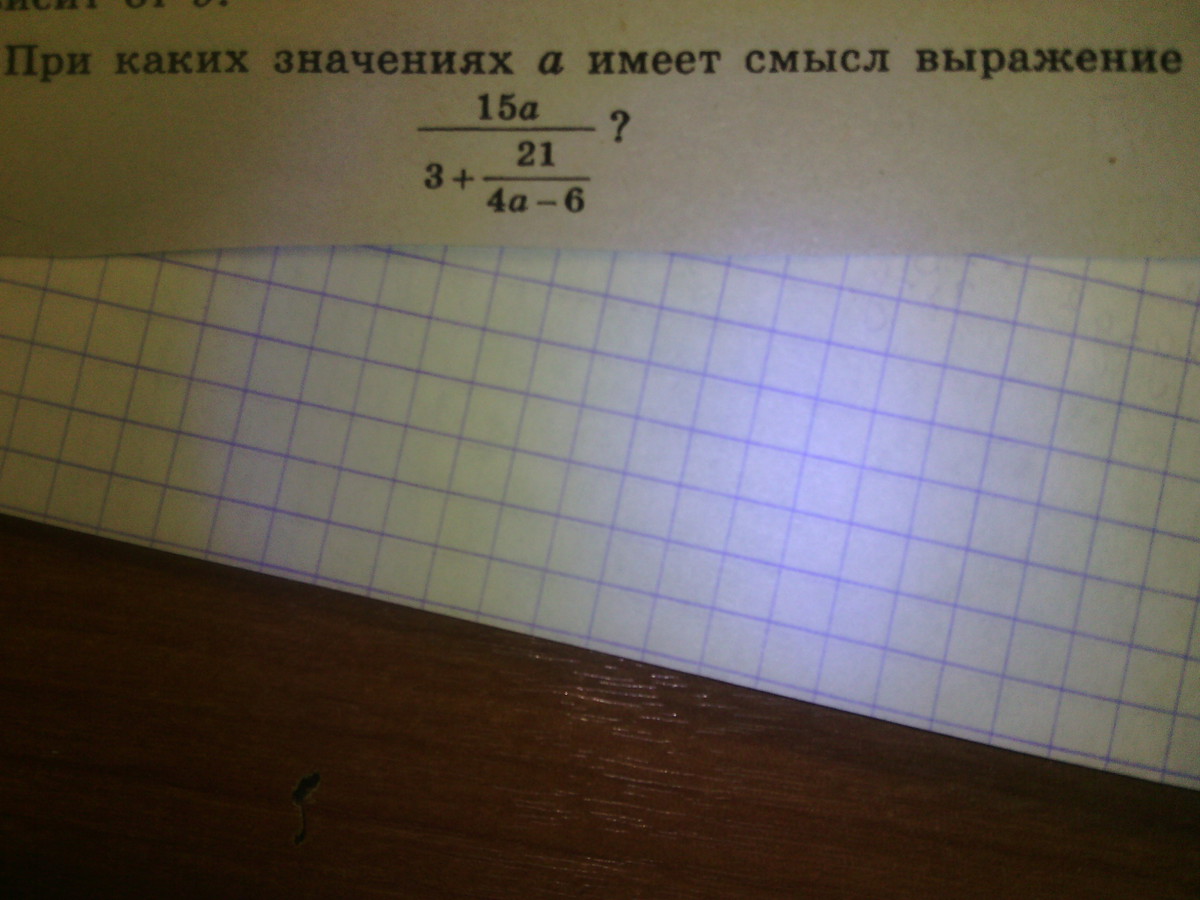 При каких значениях a имеет смысл выражение
15a
3 + 21 ?
4a – 6